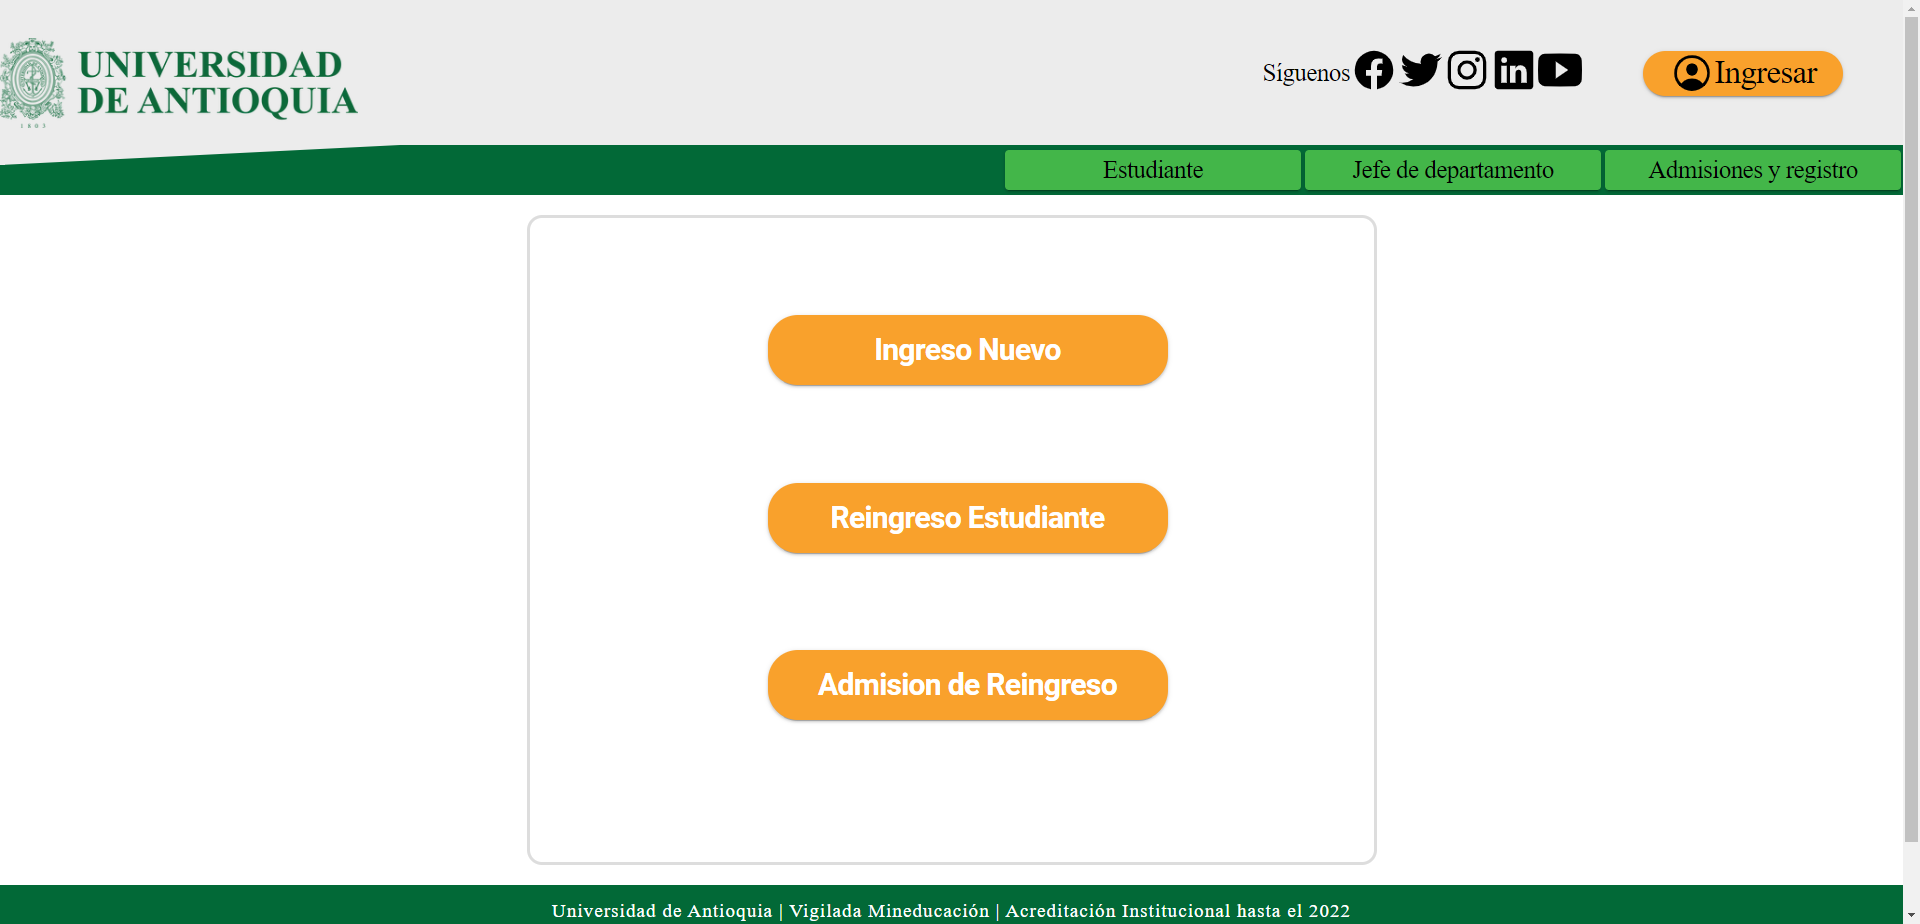 UNIVERSIDAD
DE ANTIOQUIA
1803
Síguenos
Ingresar
Estudiante
Jefe de departamento
Admisiones y registro
Ingreso Nuevo
Reingreso Estudiante
Admision de Reingreso
Universidad de Antioquia | Vigilada Mineducación | Acreditación Institucional hasta el 2022